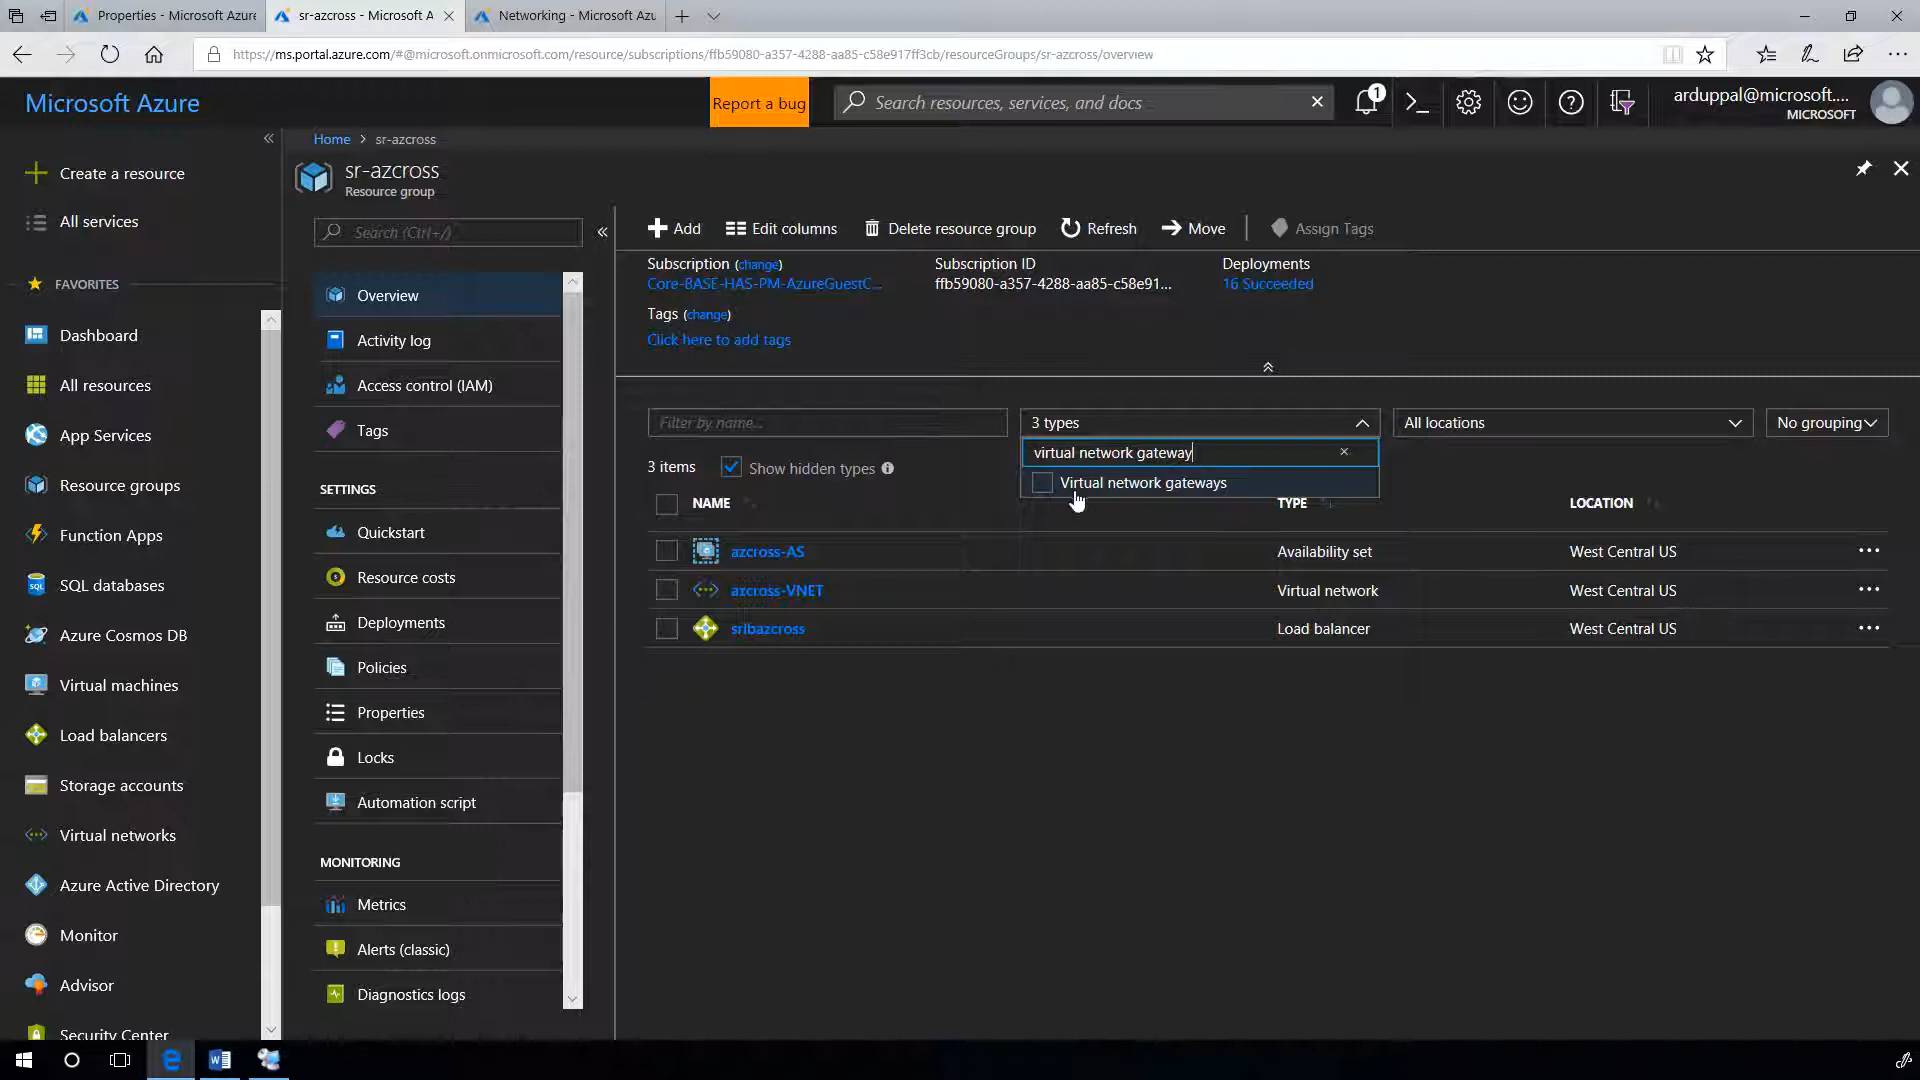 Properties - Microsoft Azure
sr-azcross - Microsoft A
Networking - Microsoft Azu
https://ms.portal.azure.com/#@microsoft.onmicrosoft.com/resource/subscriptions/ffb59080-a357-4288-aa85-c58e917ff3cb/resourceGroups/sr-azcross/overview
Microsoft Azure
Report a bug
Search resources, services, and docs
1
arduppal@microsoft....
MICROSOFT
Create a resource
All services
FAVORITES
Dashboard
All resources
App Services
Resource groups
Function Apps
SQL databases
Azure Cosmos DB
Virtual machines
Load balancers
Storage accounts
Virtual networks
Azure Active Directory
Monitor
Advisor
Security Center
Home > sr-azcross
sr-azcross
Resource group
Search (Ctrl+/)
Overview
Activity log
Access control (IAM)
Tags
SETTINGS
Quickstart
Resource costs
Deployments
Policies
Properties
Locks
Automation script
MONITORING
Metrics
Alerts (classic)
Diagnostics logs
Add
Edit columns
Delete resource group
Refresh
Move
Assign Tags
Subscription (change)
Core-BASE-HAS-PM-AzureGuestC...
Subscription ID
ffb59080-a357-4288-aa85-c58e91...
Deployments
16 Succeeded
Tags (change)
Click here to add tags
Filter by name...
3 types
All locations
No grouping
virtual network gateway
Virtual network gateways
3 items
Show hidden types
NAME
TYPE
LOCATION
azcross-AS
Availability set
West Central US
azcross-VNET
Virtual network
West Central US
srlbazcross
Load balancer
West Central US